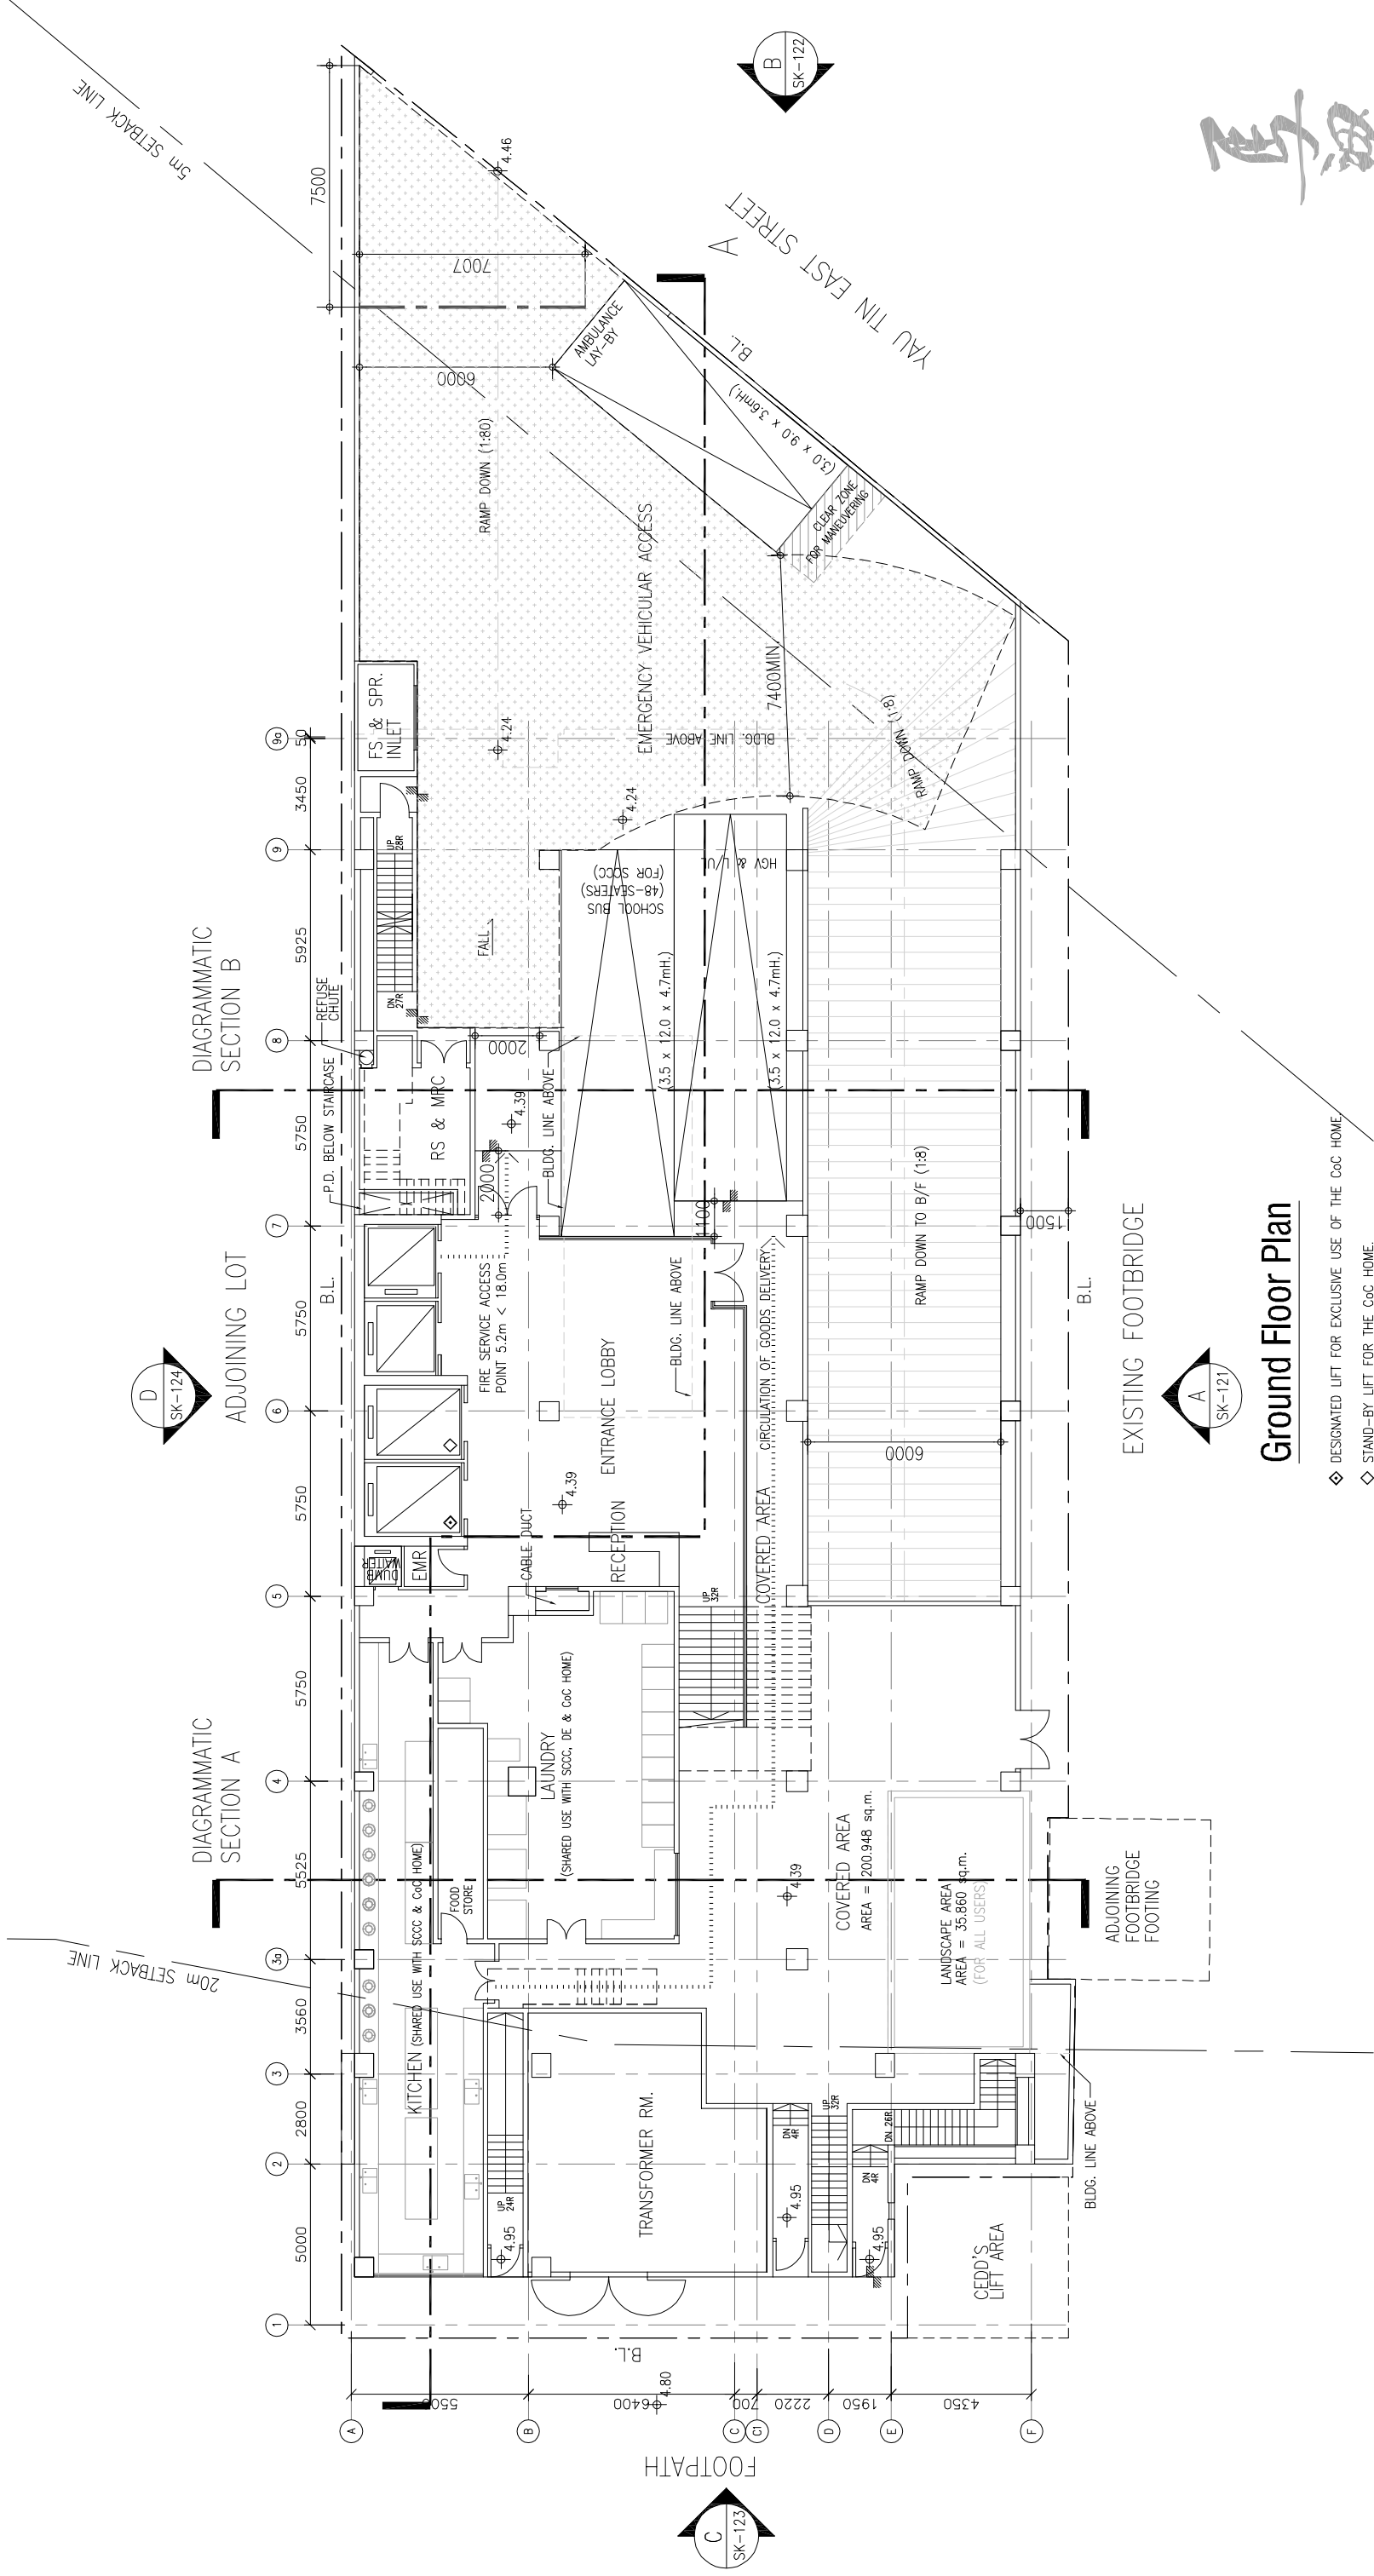 DIAGRAMMATIC
SECTION A
ADJOINING LOT
D
SK-124
DIAGRAMMATIC
SECTION B
20m SETBACK LINE
5m SETBACK LINE
1
2
3
3a
4
5
6
7
8
9
9a
5000
2800
3560
5525
5750
5750
5750
5750
5750
5925
3450
50
7500
B.L.
P.D. BELOW STAIRCASE
REFUSE
CHUTE
A
B
C
C1
D
E
F
5500
6400
700
2220
1950
4350
4.80
B.L.
FOOTPATH
C
SK-123
KITCHEN (SHARED USE WITH SCCC & CoC HOME)
FOOD
STORE
DUMB
WAITER
EMR
RS & MRC
DN
27R
UP
28R
FS & SPR.
INLET
UP
24R
4.95
TRANSFORMER RM.
LAUNDRY
(SHARED USE WITH SCCC, DE & CoC HOME)
CABLE DUCT
RECEPTION
4.39
ENTRANCE LOBBY
FIRE SERVICE ACCESS
POINT 5.2m < 18.0m
2000
4.39
2000
BLDG. LINE ABOVE
FALL
4.24
4.24
RAMP DOWN (1:80)
6000
7007
4.46
EMERGENCY VEHICULAR ACCESS
BLDG. LINE ABOVE
SCHOOL BUS
(48-SEATERS)
(FOR SCCC)
(3.5 x 12.0 x 4.7mH.)
HGV & L/UL
(3.5 x 12.0 x 4.7mH.)
1100
BLDG. LINE ABOVE
AMBULANCE
LAY-BY
(3.0 x 9.0 x 3.6mH.)
CLEAR ZONE
FOR MANEUVERING
7400MIN.
RAMP DOWN (1:8)
B.L.
A
YAU TIN EAST STREET
B
SK-122
UP
32R
COVERED AREA
CIRCULATION OF GOODS DELIVERY
DN
4R
4.95
UP
32R
DN
4R
4.95
DN 26R
4.39
COVERED AREA
AREA = 200.948 sq.m.
LANDSCAPE AREA
AREA = 35.860 sq.m.
(FOR ALL USERS)
6000
RAMP DOWN TO B/F (1:8)
1500
B.L.
CEDD'S
LIFT AREA
BLDG. LINE ABOVE
ADJOINING
FOOTBRIDGE
FOOTING
EXISTING FOOTBRIDGE
A
SK-121
Ground Floor Plan
DESIGNATED LIFT FOR EXCLUSIVE USE OF THE CoC HOME.
STAND-BY LIFT FOR THE CoC HOME.